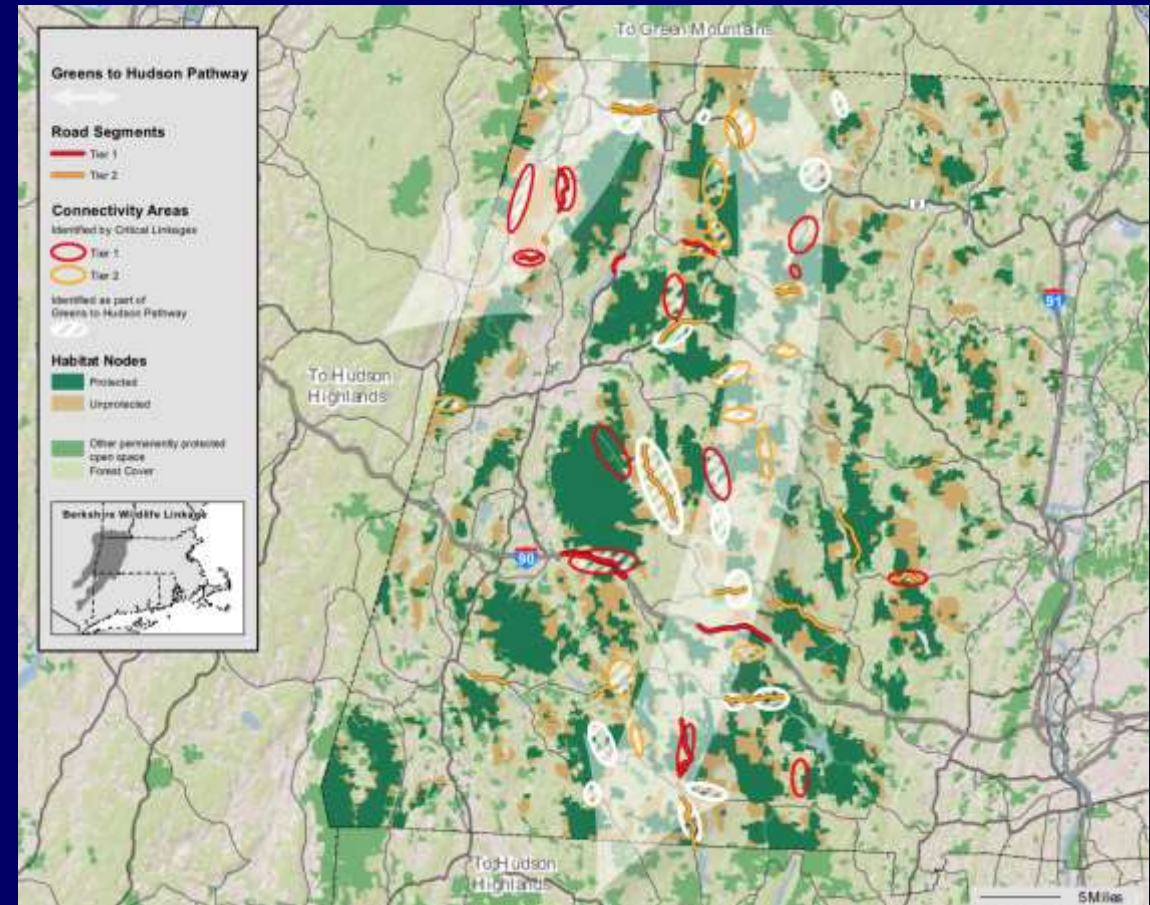 Greens to Hudson Pathway
Road Segments
Tier 1
Tier 2
Connectivity Areas
Identified by Critical Linkages
Tier 1
Tier 2
Identified as part of
Greens to Hudson Pathway
Habitat Nodes
Protected
Unprotected
Other permanently protected
open space
Forest Cover
Berkshire Wildlife Linkage
To Green Mountains
2
91
To Hudson
Highlands
90
To Hudson
Highlands
5 Miles